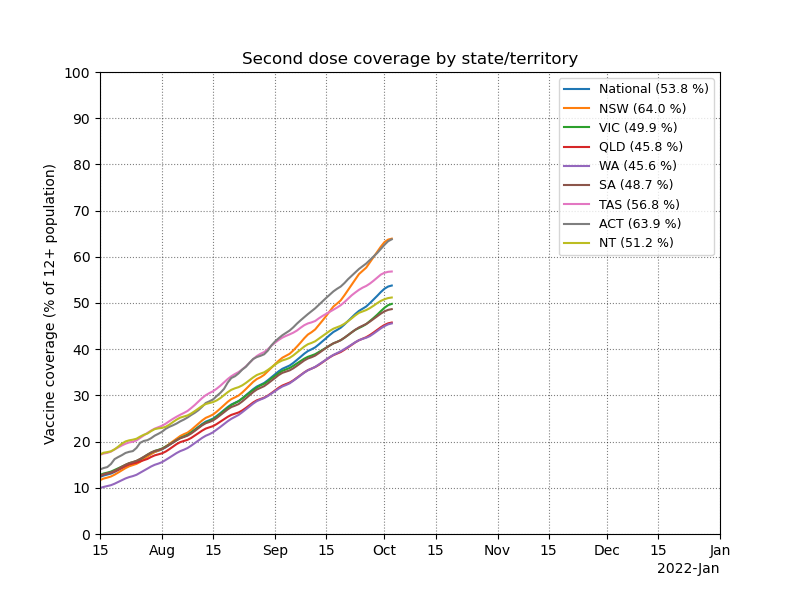 Second dose coverage by state/territory
Vaccine coverage (% of 12+ population)
100
90
80
70
60
50
40
30
20
10
0
National (53.8 %)
NSW (64.0 %)
VIC (49.9 %)
QLD (45.8 %)
WA (45.6 %)
SA (48.7 %)
TAS (56.8 %)
ACT (63.9 %)
NT (51.2 %)
15 Aug 15 Sep 15 Oct 15 Nov 15 Dec 15 Jan
2022-Jan